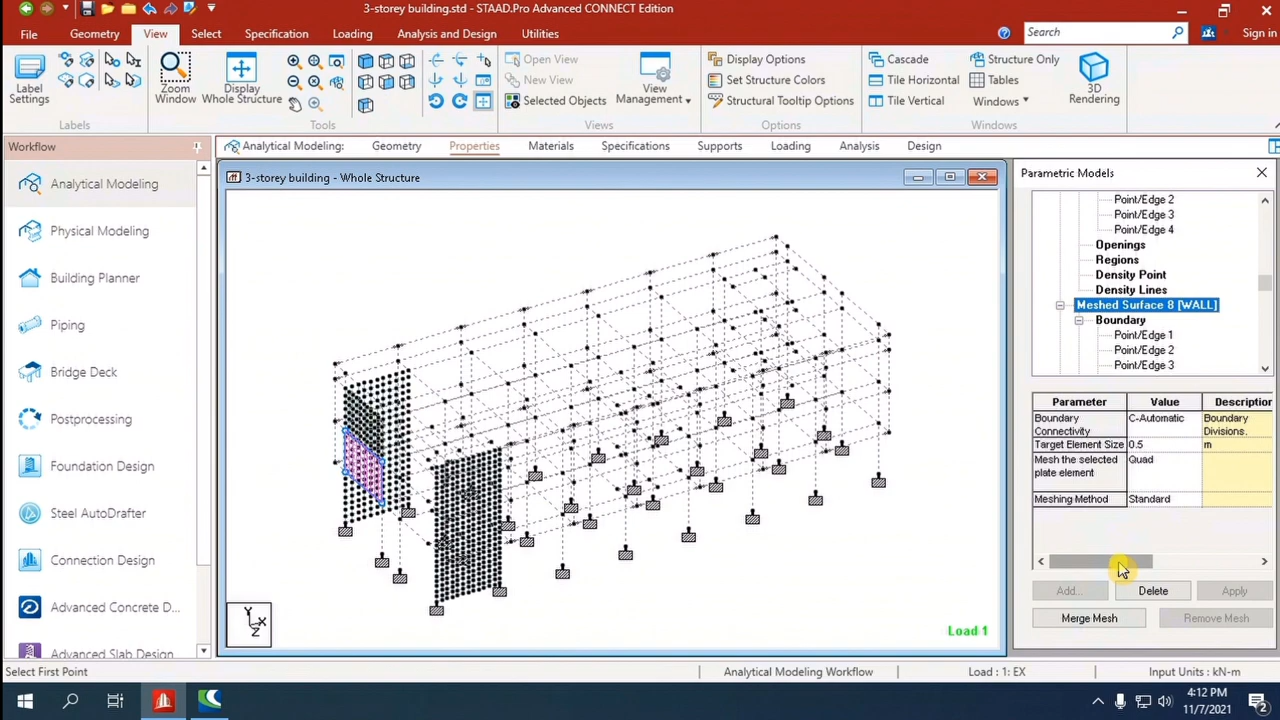 3-storey building.std - STAAD.Pro Advanced CONNECT Edition
File
Geometry
View
Select
Specification
Loading
Analysis and Design
Utilities
Search
Sign in
Label
Settings
Labels
Zoom
Window
Display
Whole Structure
Tools
Open View
New View
Selected Objects
View
Management
Views
Display Options
Set Structure Colors
Structural Tooltip Options
Options
Cascade
Tile Horizontal
Tile Vertical
Structure Only
Tables
Windows
3D
Rendering
Windows
Workflow
Analytical Modeling:
Geometry
Properties
Materials
Specifications
Supports
Loading
Analysis
Design
Analytical Modeling
Physical Modeling
Building Planner
Piping
Bridge Deck
Postprocessing
Foundation Design
Steel AutoDrafter
Connection Design
Advanced Concrete D...
Advanced Slab Design
3-storey building - Whole Structure
Y
X
Z
Load 1
Parametric Models
Point/Edge 2
Point/Edge 3
Point/Edge 4
Openings
Regions
Density Point
Density Lines
Meshed Surface 8 [WALL]
Boundary
Point/Edge 1
Point/Edge 2
Point/Edge 3
Parameter Value Description
Boundary Connectivity C-Automatic Boundary Divisions.
Target Element Size 0.5 m
Mesh the selected plate element Quad
Meshing Method Standard
Add...
Delete
Apply
Merge Mesh
Remove Mesh
Select First Point
Analytical Modeling Workflow
Load : 1: EX
Input Units : kN-m
4:12 PM
11/7/2021
2